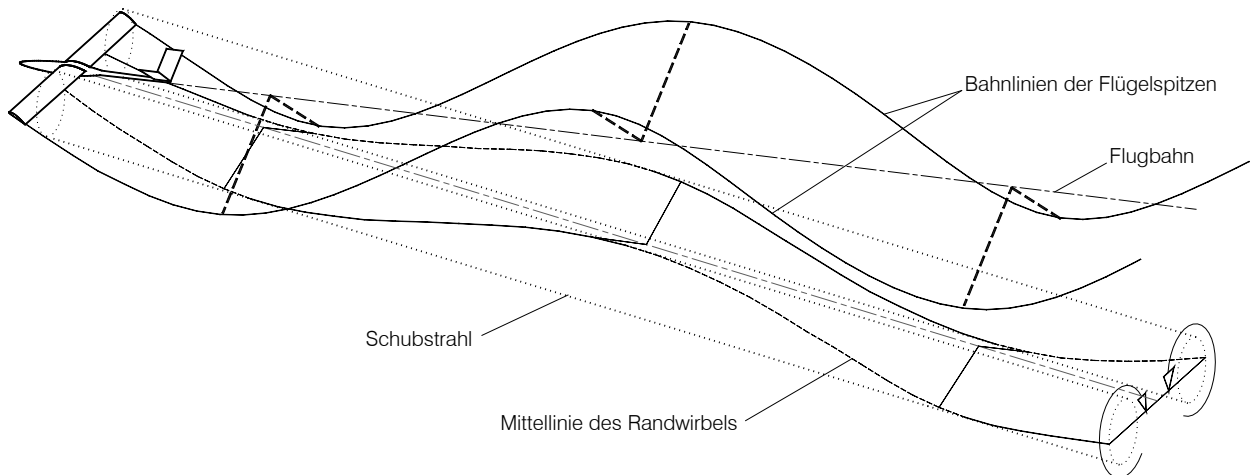 Bahnlinien der Flügelspitzen
Flugbahn
Schubstrahl
Mittellinie des Randwirbels